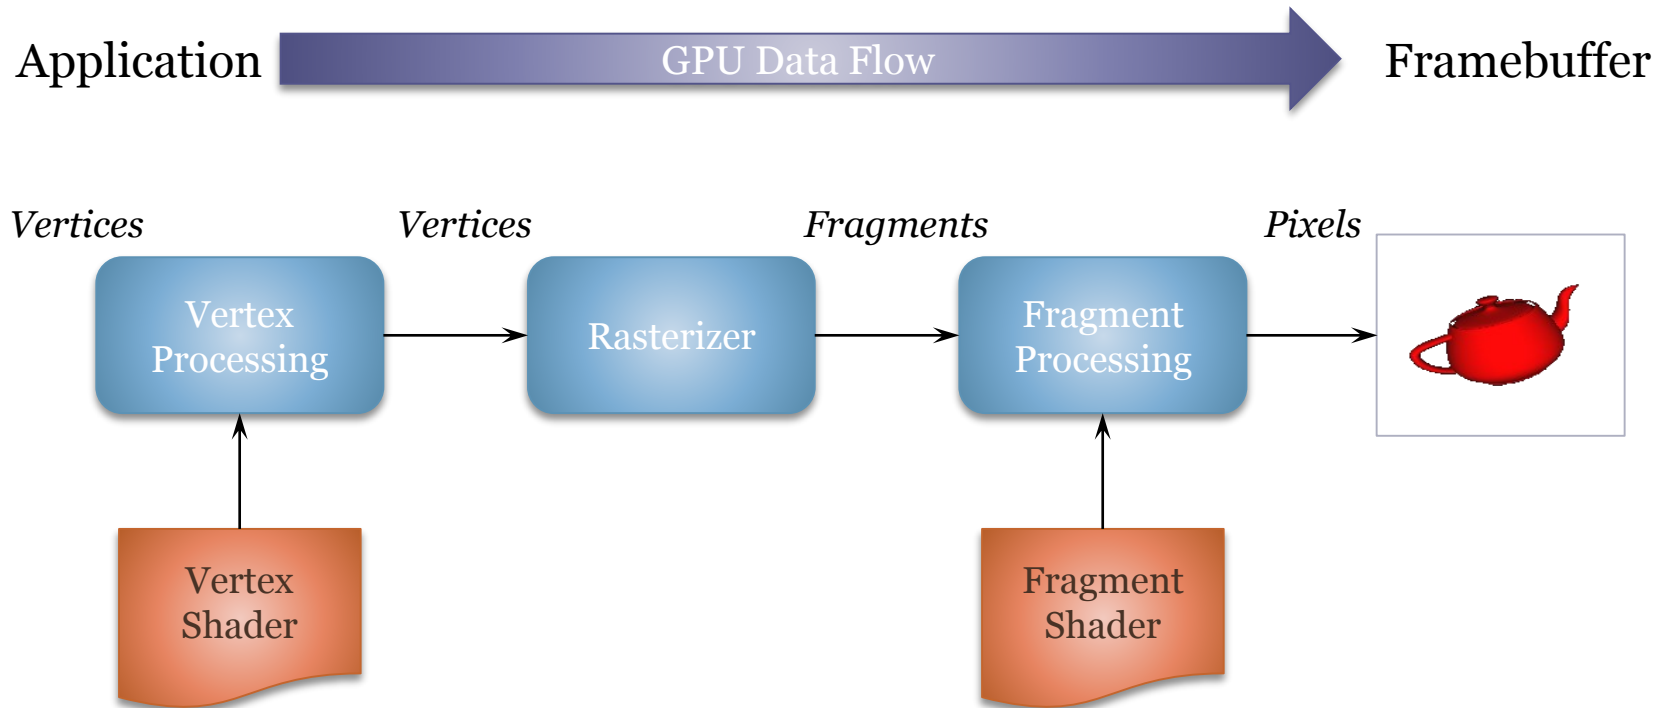 Application
GPU Data Flow
Framebuffer
Vertices
Vertices
Fragments
Pixels
Vertex
Processing
Rasterizer
Fragment
Processing
Vertex
Shader
Fragment
Shader